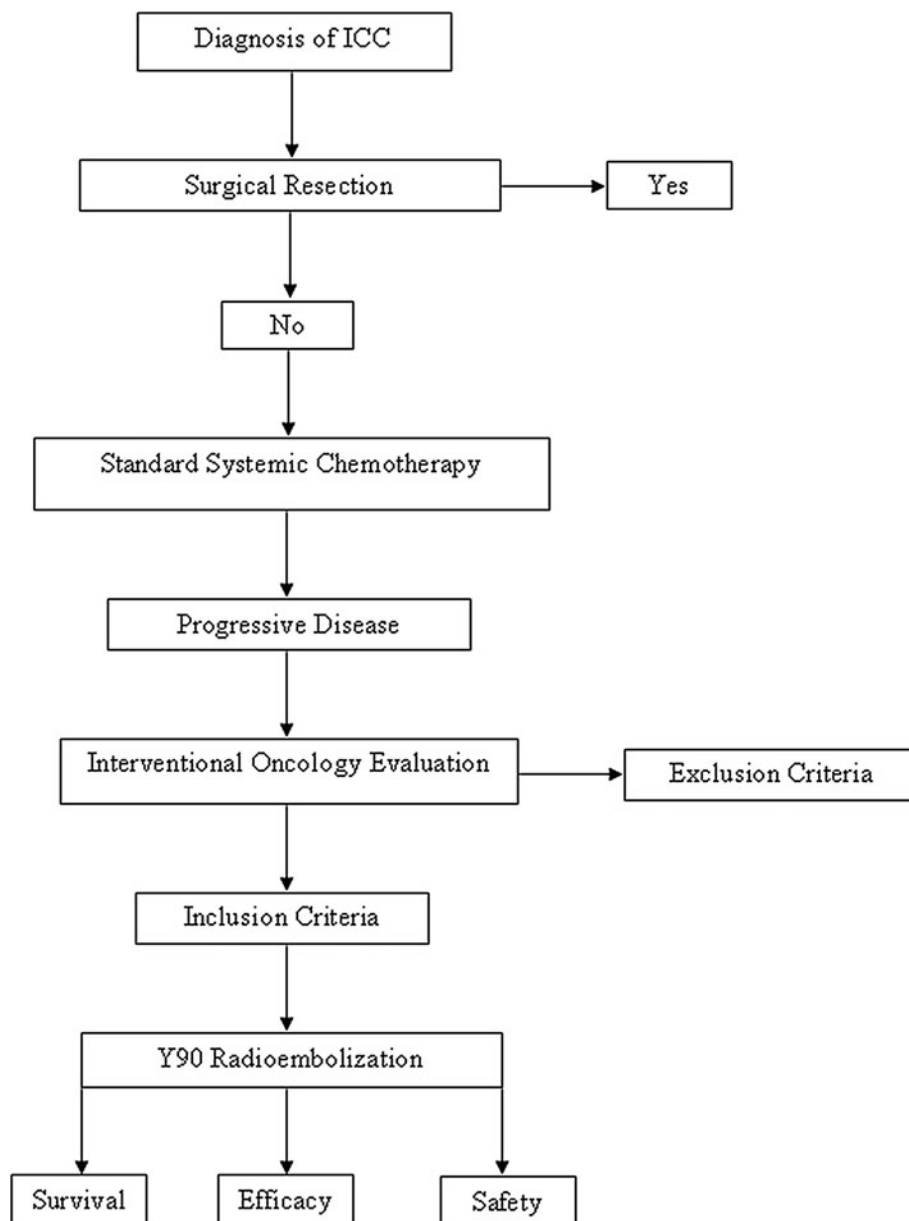 Diagnosis of ICC
Surgical Resection
Yes
No
Standard Systemic Chemotherapy
Progressive Disease
Interventional Oncology Evaluation
Exclusion Criteria
Inclusion Criteria
Y90 Radioembolization
Survival
Efficacy
Safety